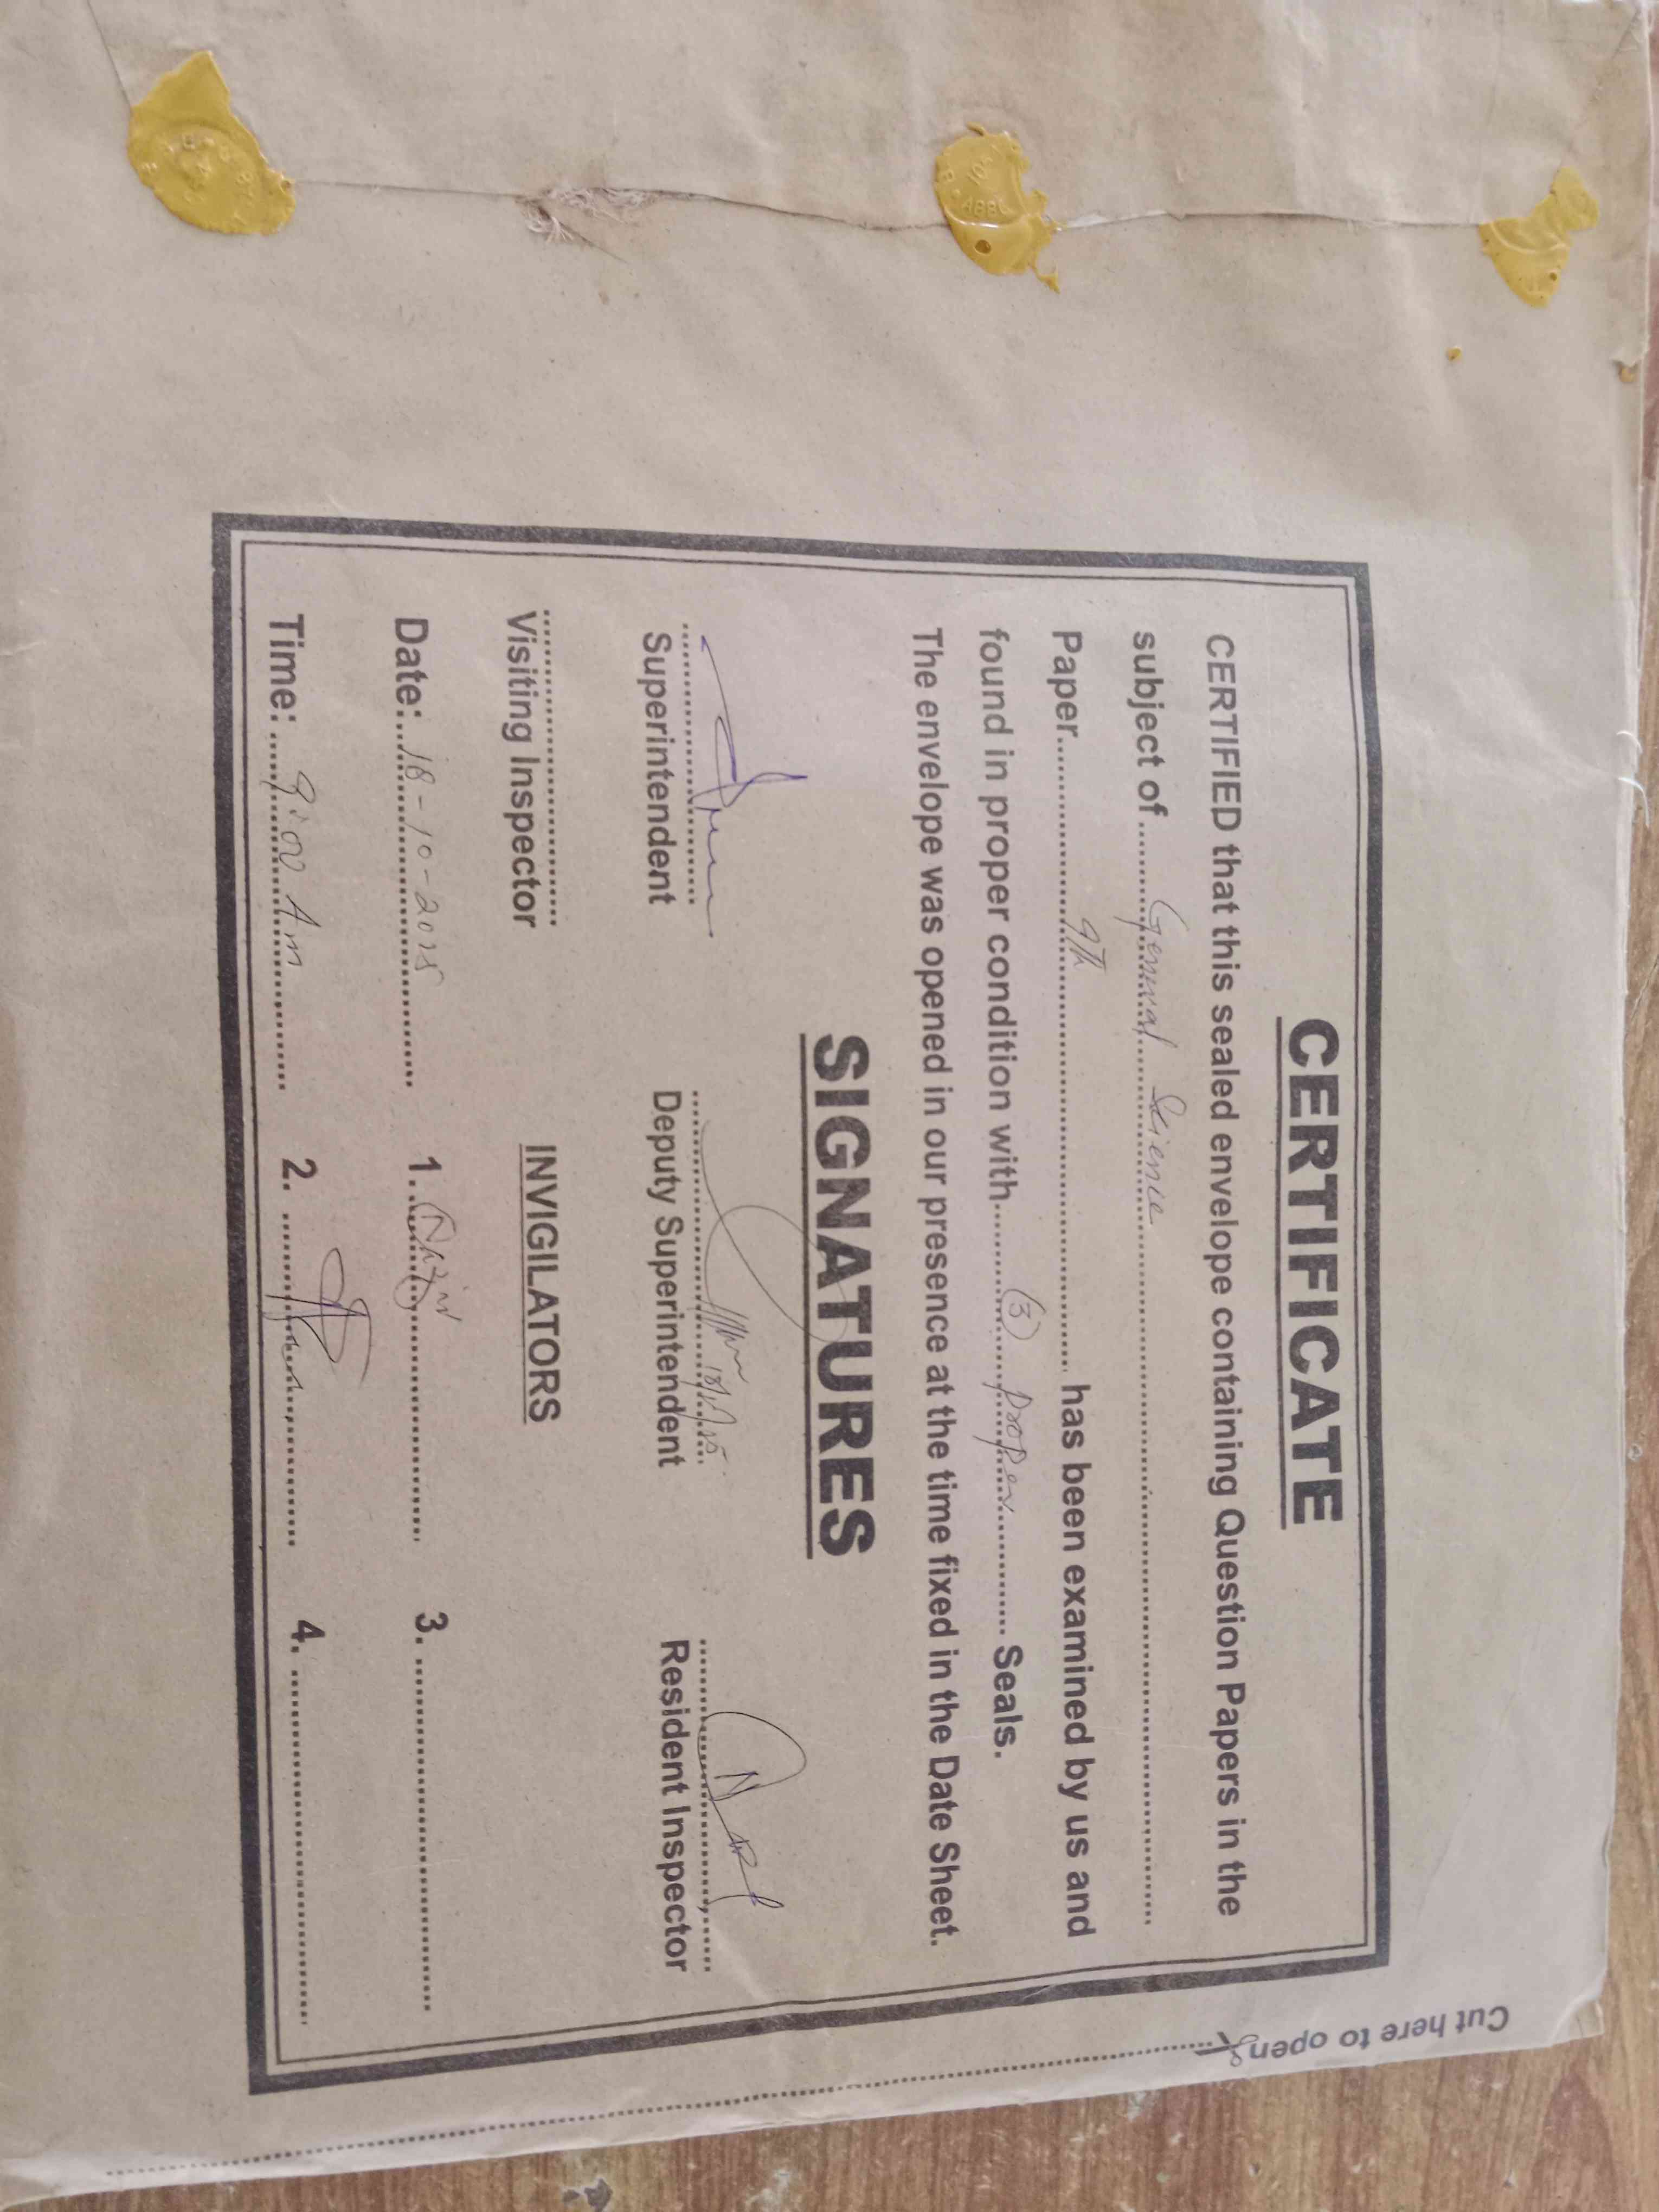 CERTIFICATE
CERTIFIED that this sealed envelope containing Question Papers in the
subject of General Science
Paper 9th has been examined by us and
found in proper condition with (3) proper Seals.
The envelope was opened in our presence at the time fixed in the Date Sheet.
SIGNATURES
Superintendent Deputy Superintendent Resident Inspector
Visiting Inspector INVIGILATORS
Date: 18-10-2025 1. 3.
Time: 9:00 Am 2. 4.
Cut here to open